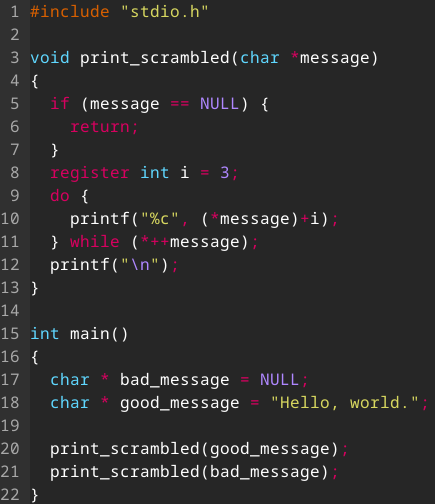 1 #include "stdio.h"
2
3 void print_scrambled(char *message)
4 {
5   if (message == NULL) {
6     return;
7   }
8   register int i = 3;
9   do {
10     printf("%c", (*message)+i);
11   } while (*++message);
12   printf("\n");
13 }
14
15 int main()
16 {
17   char * bad_message = NULL;
18   char * good_message = "Hello, world.";
19
20   print_scrambled(good_message);
21   print_scrambled(bad_message);
22 }